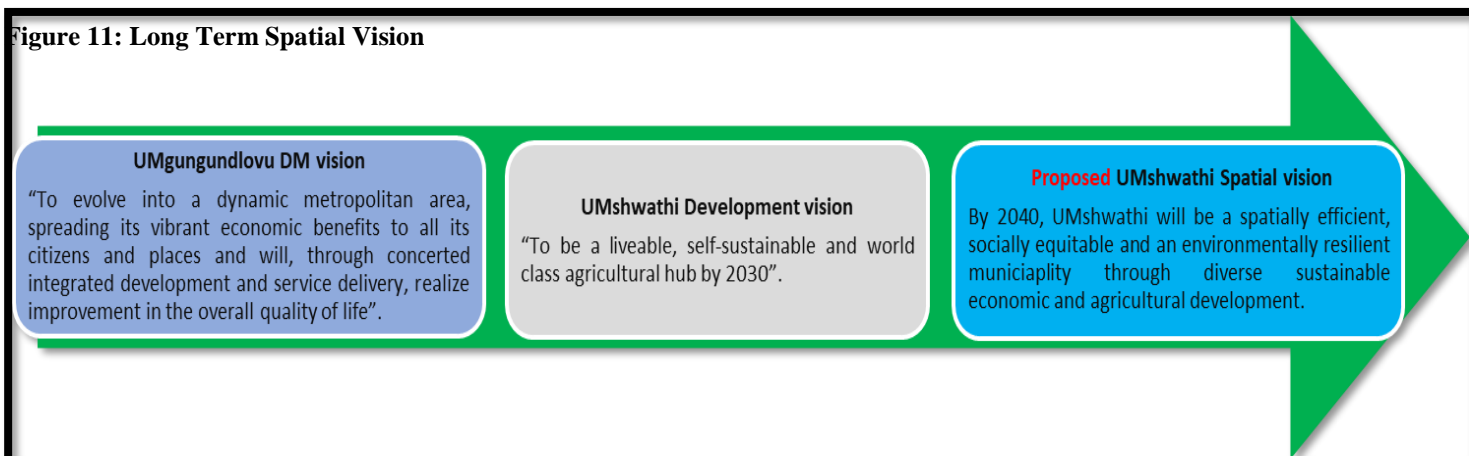 Figure 11: Long Term Spatial Vision
UMgungundlovu DM vision
“To evolve into a dynamic metropolitan area,
spreading its vibrant economic benefits to all its
citizens and places and will, through concerted
integrated development and service delivery, realize
improvement in the overall quality of life”.
UMshwathi Development vision
“To be a liveable, self-sustainable and world
class agricultural hub by 2030”.
Proposed UMshwathi Spatial vision
By 2040, UMshwathi will be a spatially efficient,
socially equitable and an environmentally resilient
municiaplity through diverse sustainable
economic and agricultural development.